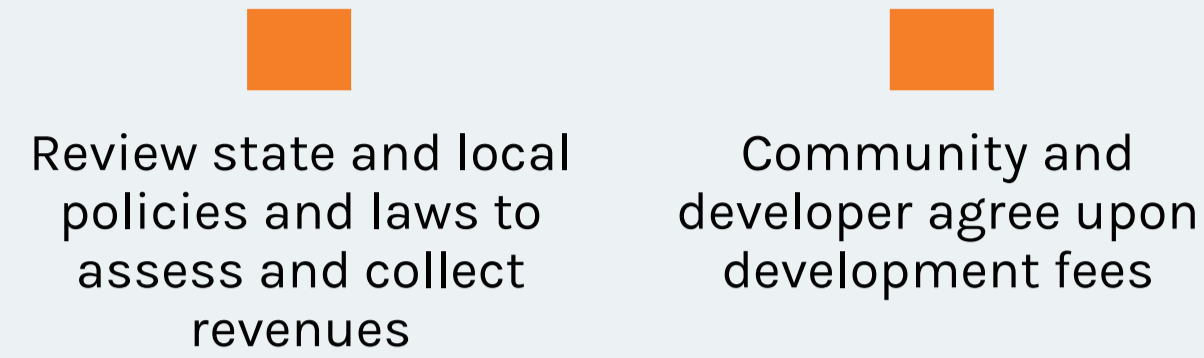 Review state and local
policies and laws to
assess and collect
revenues
Community and
developer agree upon
development fees